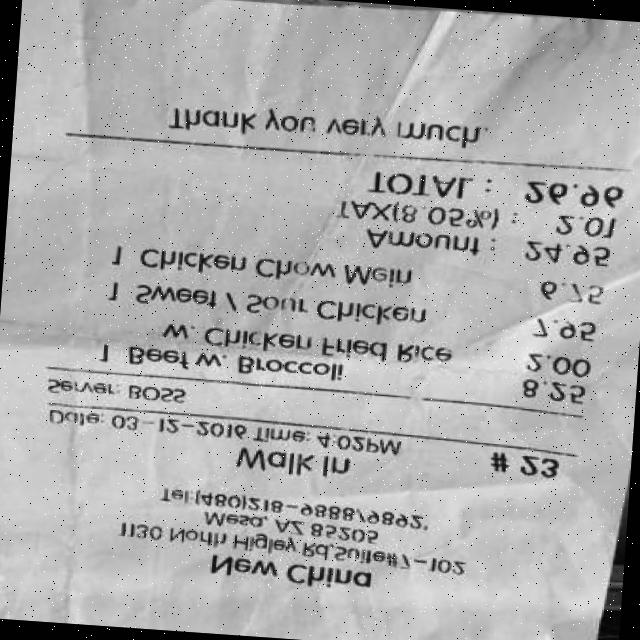 New China
1130 North Higley Rd.Suite#7-102
Mesa, AZ 85205
Tel:(480)218-9888/9892
Walk In # 23
Date: 03-12-2016 Time: 4:02PM
Server: BOSS
1 Beef w. Broccoli 8.25
w. Chicken Fried Rice 2.00
1 Sweet / Sour Chicken 7.95
1 Chicken Chow Mein 6.75
Amount : 24.95
TAX(8.05%) : 2.01
TOTAL : 26.96
Thank you very much.